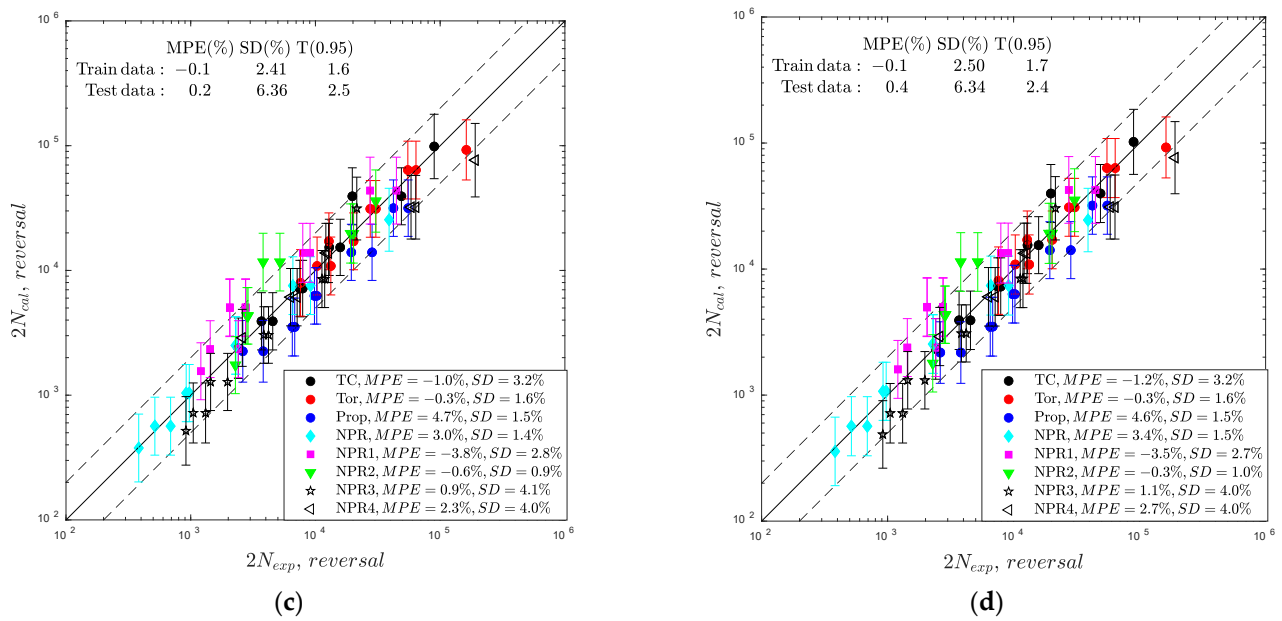 MPE(%) SD(%) T(0.95)
Train data : −0.1 2.41 1.6
Test data : 0.2 6.36 2.5
10^6
10^5
10^4
10^3
10^2
2N_cal, reversal
TC, MPE = −1.0%, SD = 3.2%
Tor, MPE = −0.3%, SD = 1.6%
Prop, MPE = 4.7%, SD = 1.5%
NPR, MPE = 3.0%, SD = 1.4%
NPR1, MPE = −3.8%, SD = 2.8%
NPR2, MPE = −0.6%, SD = 0.9%
NPR3, MPE = 0.9%, SD = 4.1%
NPR4, MPE = 2.3%, SD = 4.0%
10^2 10^3 10^4 10^5 10^6
2N_exp, reversal
(c)
MPE(%) SD(%) T(0.95)
Train data : −0.1 2.50 1.7
Test data : 0.4 6.34 2.4
10^6
10^5
10^4
10^3
10^2
2N_cal, reversal
TC, MPE = −1.2%, SD = 3.2%
Tor, MPE = −0.3%, SD = 1.6%
Prop, MPE = 4.6%, SD = 1.5%
NPR, MPE = 3.4%, SD = 1.5%
NPR1, MPE = −3.5%, SD = 2.7%
NPR2, MPE = −0.3%, SD = 1.0%
NPR3, MPE = 1.1%, SD = 4.0%
NPR4, MPE = 2.7%, SD = 4.0%
10^2 10^3 10^4 10^5 10^6
2N_exp, reversal
(d)